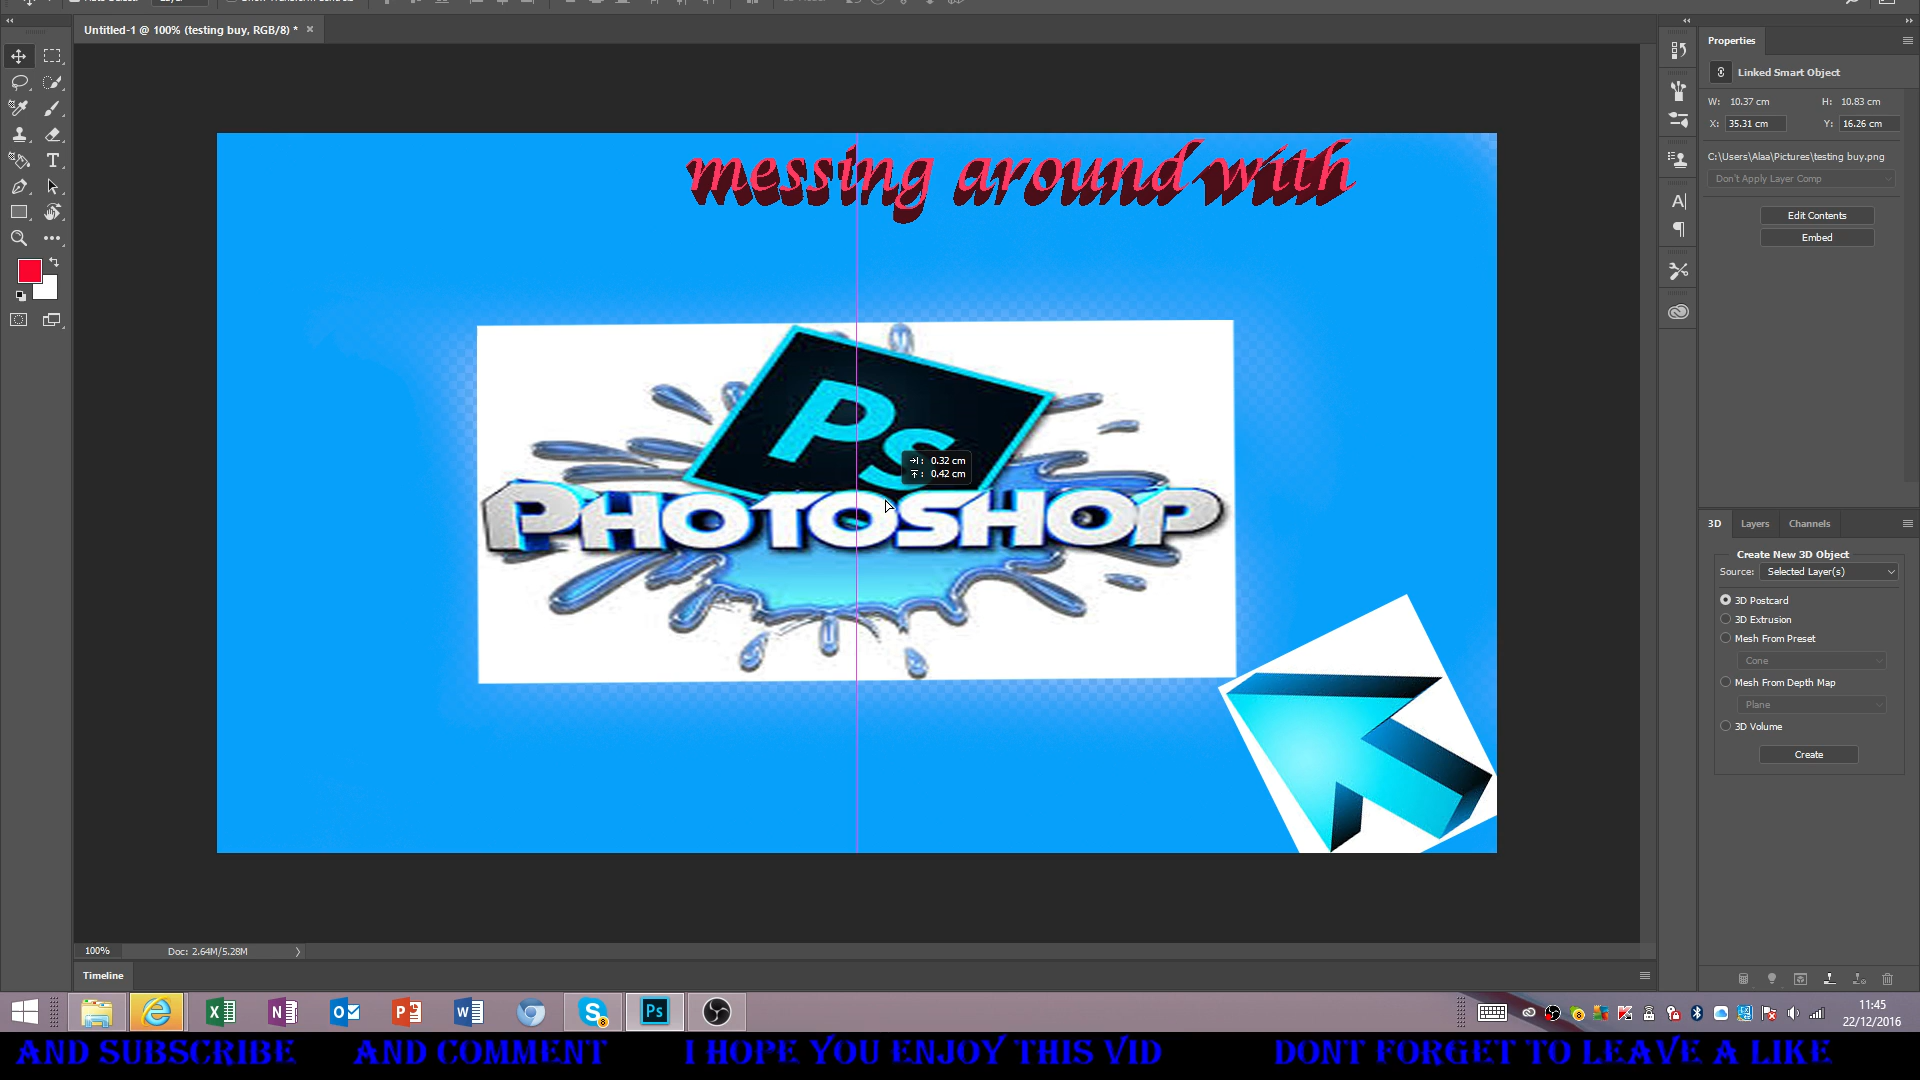 Untitled-1 @ 100% (testing buy, RGB/8) *
messing around with
Ps
PHOTOSHOP
0.32 cm
0.42 cm
Properties
Linked Smart Object
W: 10.37 cm H: 10.83 cm
X: 35.31 cm Y: 16.26 cm
C:\Users\Alaa\Pictures\testing buy.png
Don't Apply Layer Comp
Edit Contents
Embed
3D Layers Channels
Create New 3D Object
Source: Selected Layer(s)
3D Postcard
3D Extrusion
Mesh From Preset
Cone
Mesh From Depth Map
Plane
3D Volume
Create
100% Doc: 2.64M/5.28M
Timeline
Ps
11:45
22/12/2016
AND SUBSCRIBE AND COMMENT I HOPE YOU ENJOY THIS VID DONT FORGET TO LEAVE A LIKE